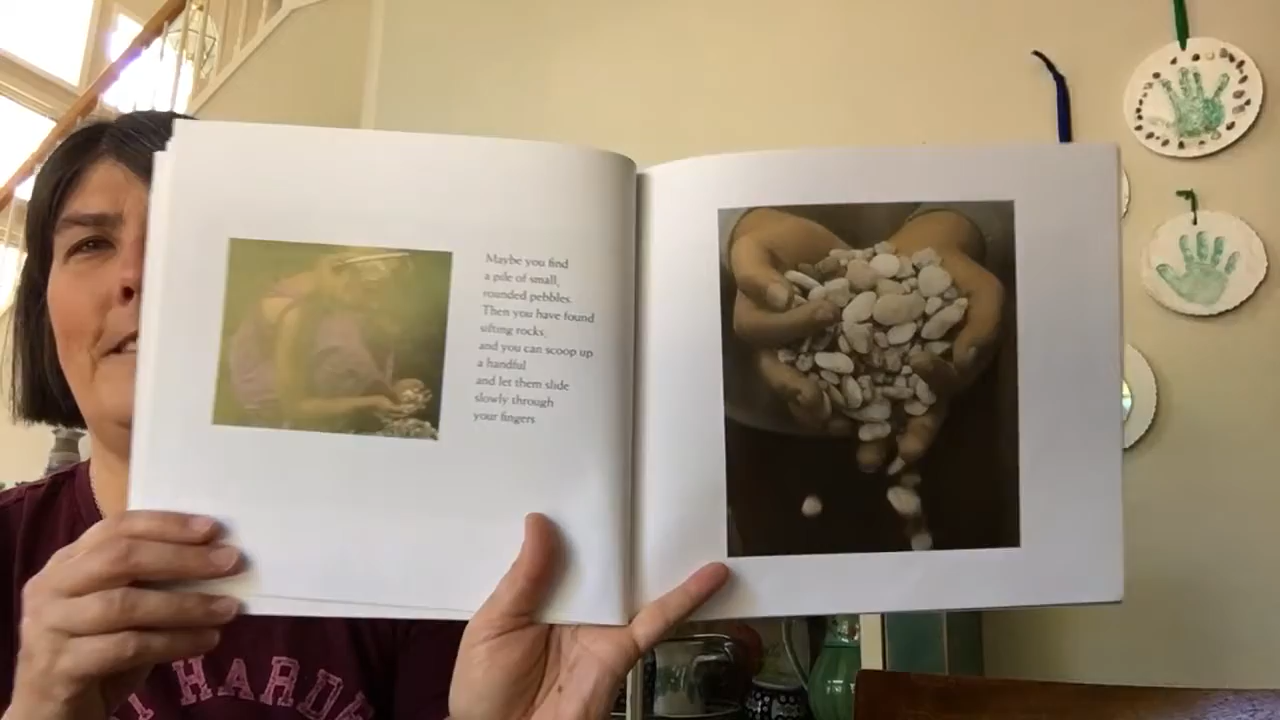 Maybe you find
a pile of small,
rounded pebbles.
Then you have found
sifting rocks,
and you can scoop up
a handful
and let them slide
slowly through
your fingers
HARD